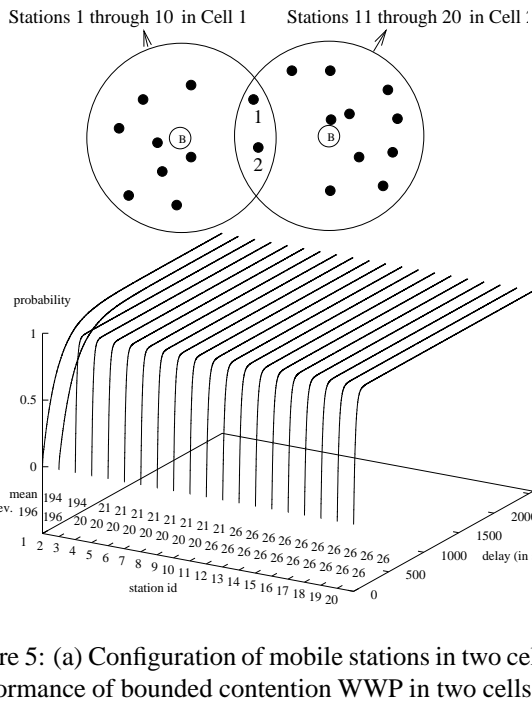 Stations 1 through 10 in Cell 1
Stations 11 through 20 in Cell
B
1
2
B
probability
1
0.5
0
mean 194 194 21 21 21 21 21 21 21 21 26 26 26 26 26 26 26 26 26 26
ev. 196 196 20 20 20 20 20 20 20 20 26 26 26 26 26 26 26 26 26 26
1 2 3 4 5 6 7 8 9 10 11 12 13 14 15 16 17 18 19 20
station id
0 500 1000 1500 2000
delay (in
re 5: (a) Configuration of mobile stations in two cel
ormance of bounded contention WWP in two cells